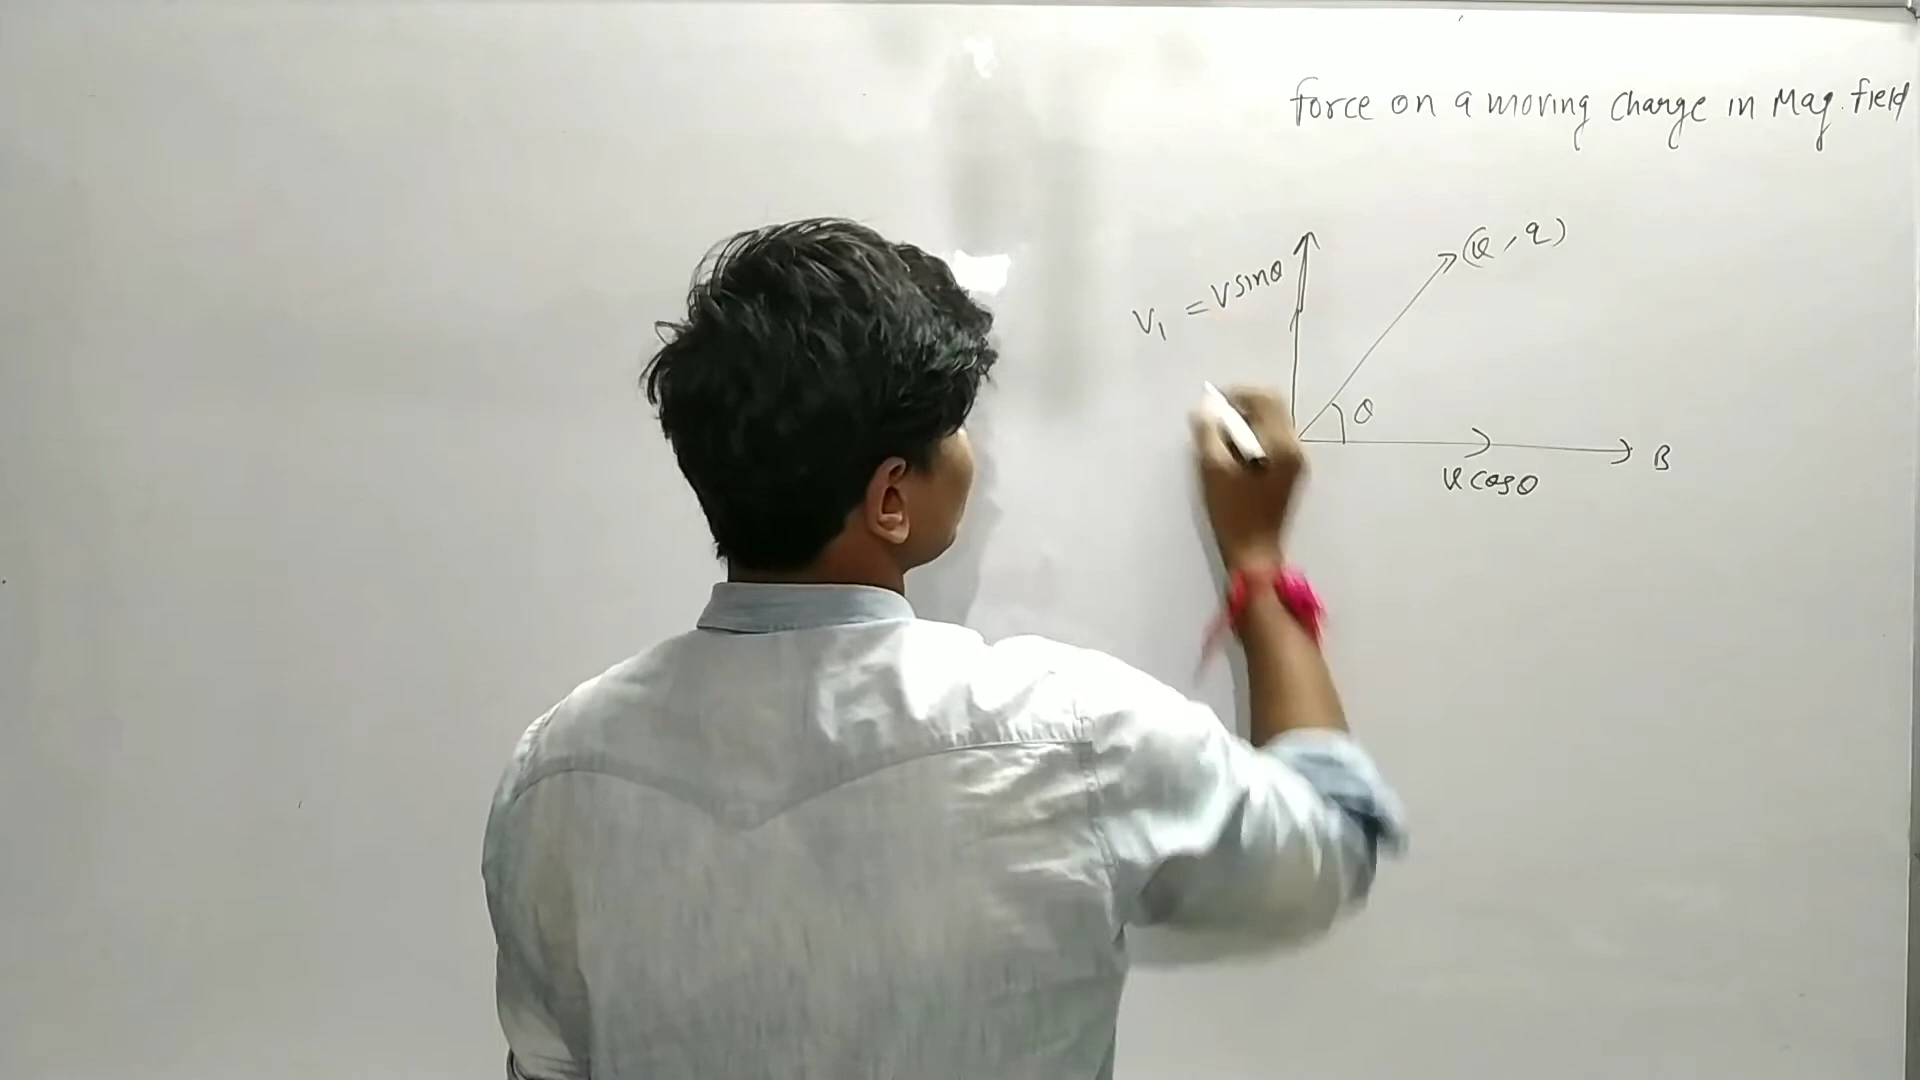 Force on a moving charge in Mag. field
(v, q)
V₁ = V sinθ
θ
B
v cosθ